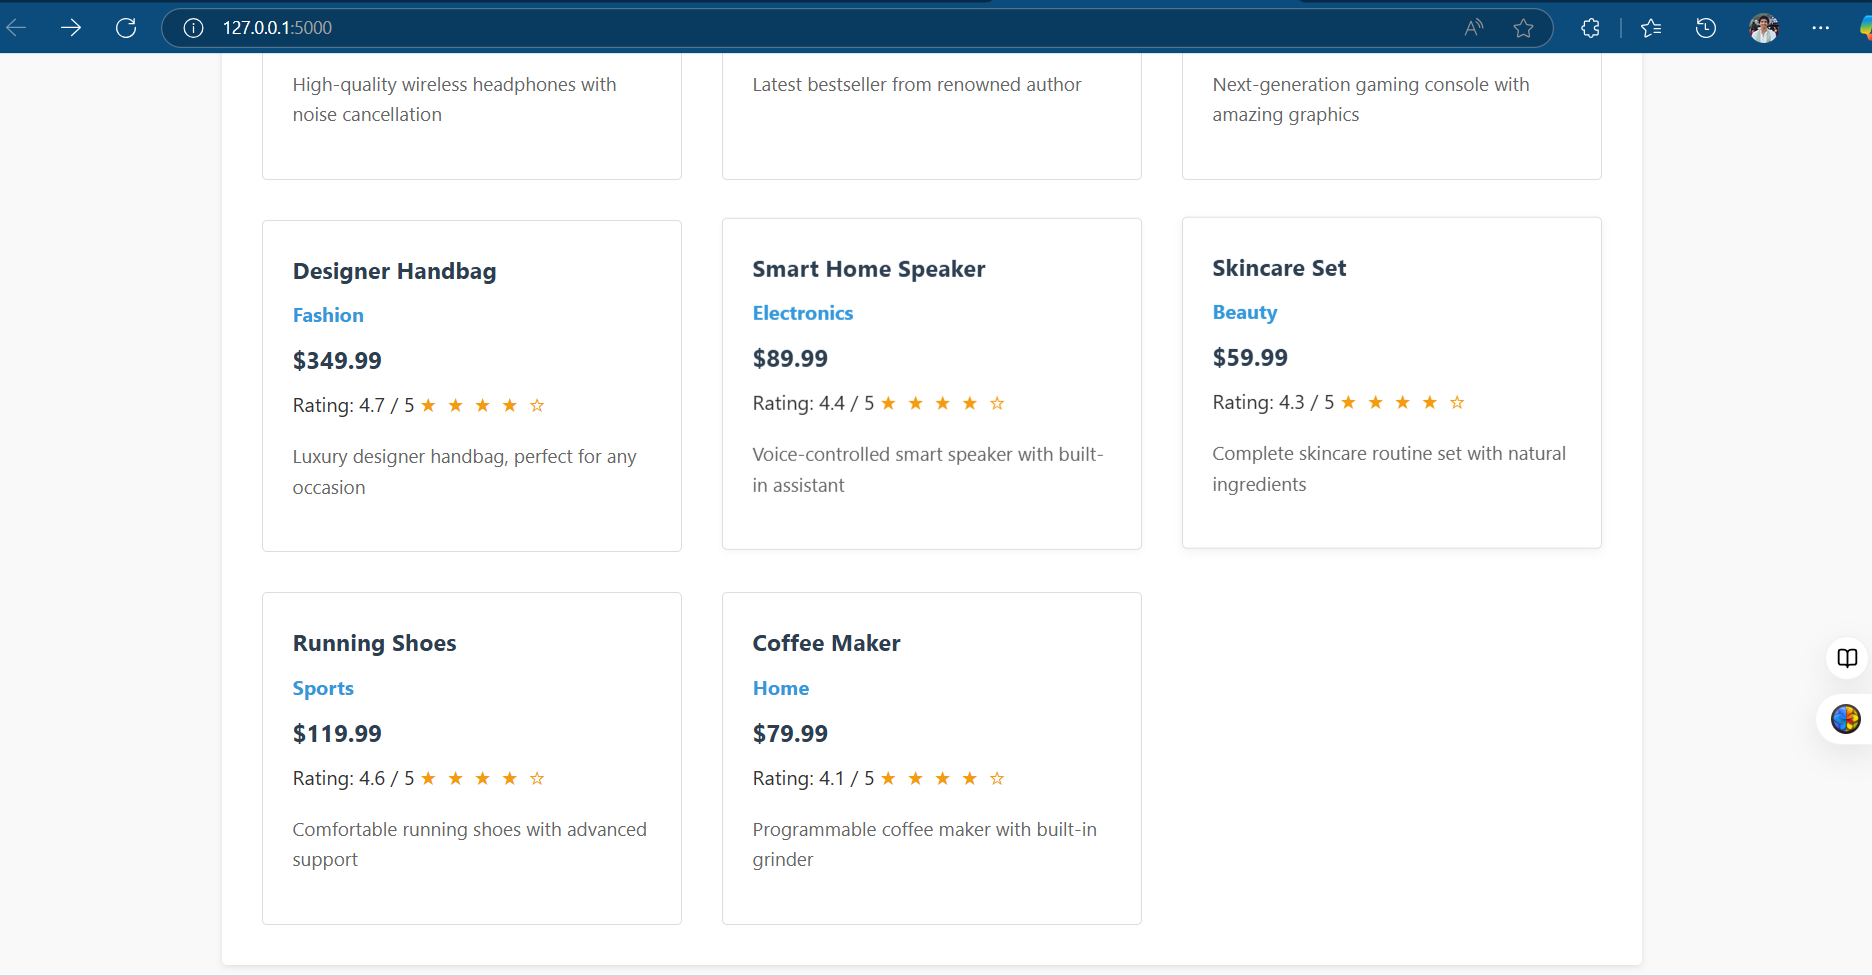 127.0.0.1:5000
High-quality wireless headphones with
noise cancellation
Latest bestseller from renowned author
Next-generation gaming console with
amazing graphics
Designer Handbag
Fashion
$349.99
Rating: 4.7 / 5 ★ ★ ★ ★ ☆
Luxury designer handbag, perfect for any
occasion
Smart Home Speaker
Electronics
$89.99
Rating: 4.4 / 5 ★ ★ ★ ★ ☆
Voice-controlled smart speaker with built-
in assistant
Skincare Set
Beauty
$59.99
Rating: 4.3 / 5 ★ ★ ★ ★ ☆
Complete skincare routine set with natural
ingredients
Running Shoes
Sports
$119.99
Rating: 4.6 / 5 ★ ★ ★ ★ ☆
Comfortable running shoes with advanced
support
Coffee Maker
Home
$79.99
Rating: 4.1 / 5 ★ ★ ★ ★ ☆
Programmable coffee maker with built-in
grinder